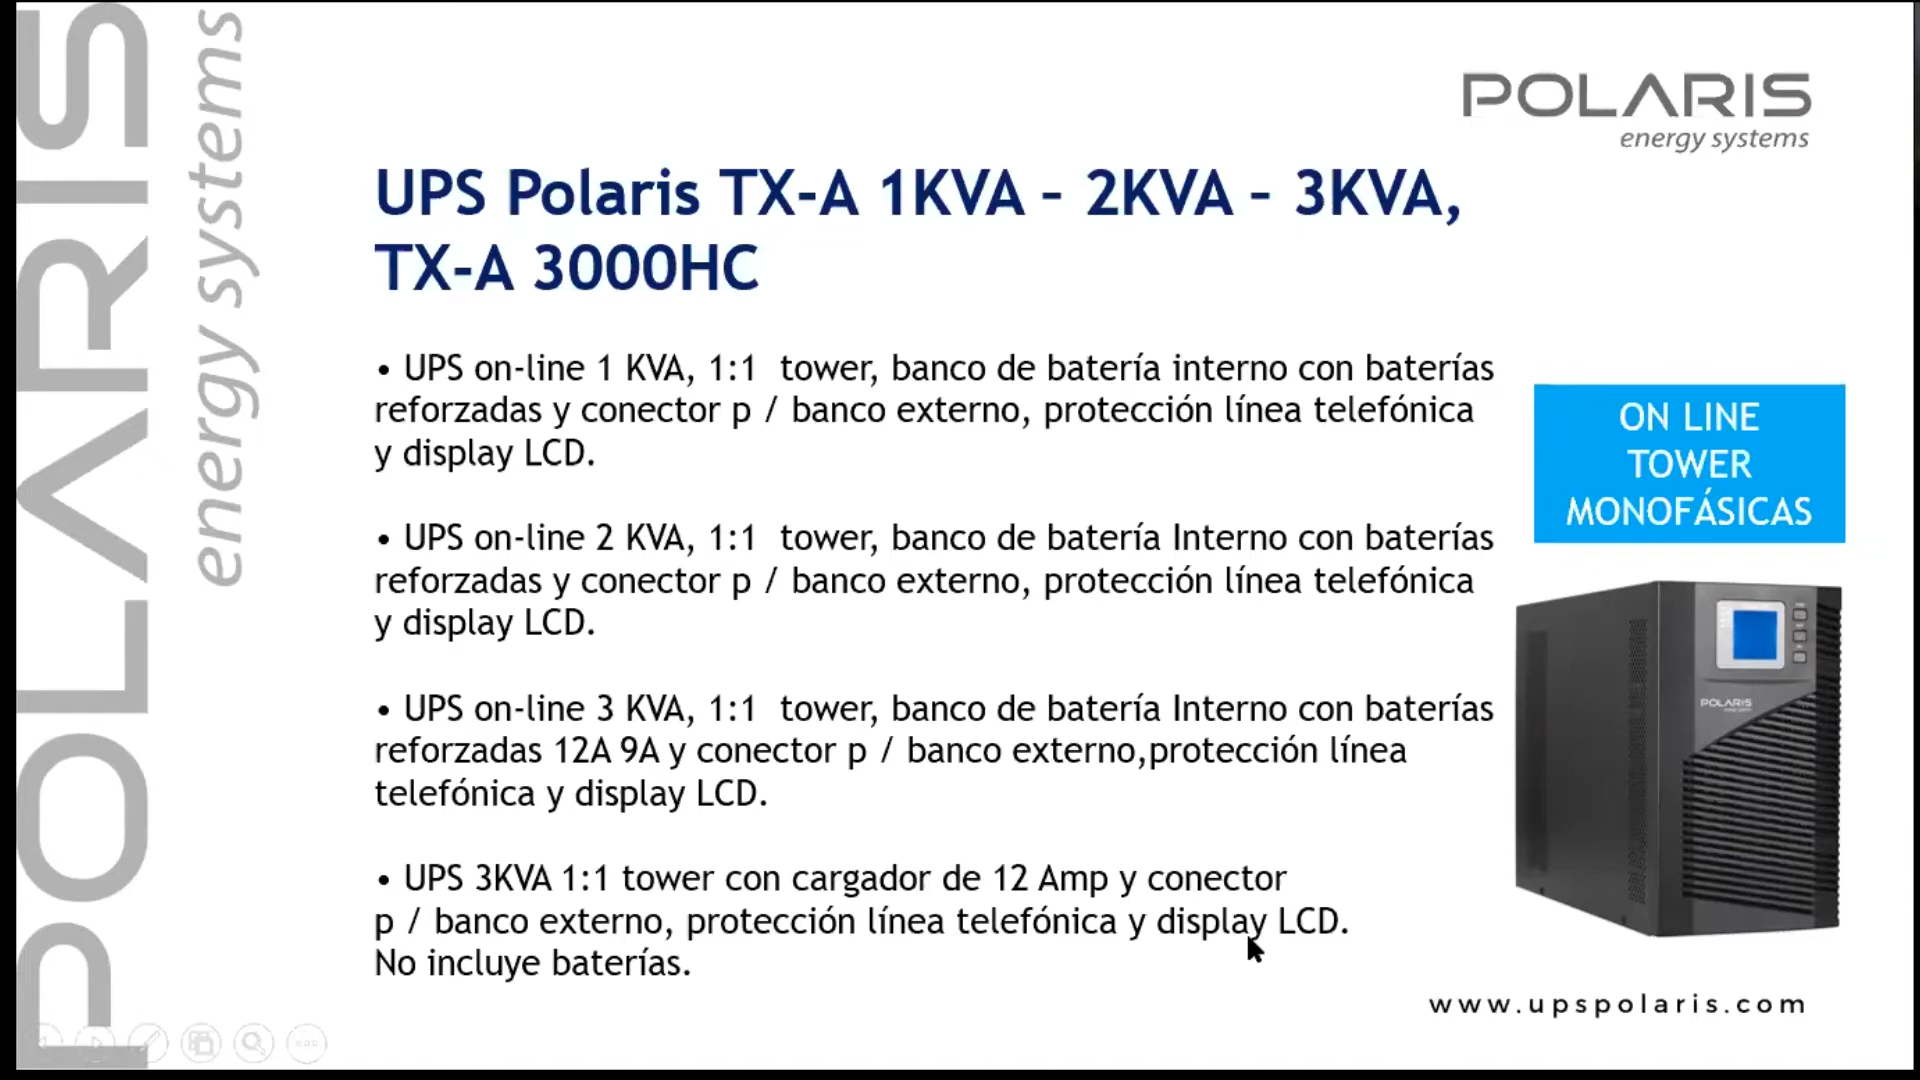 POLARIS
energy systems
POLARIS
energy systems
UPS Polaris TX-A 1KVA – 2KVA – 3KVA,
TX-A 3000HC
• UPS on-line 1 KVA, 1:1  tower, banco de batería interno con baterías
reforzadas y conector p / banco externo, protección línea telefónica
y display LCD.
• UPS on-line 2 KVA, 1:1  tower, banco de batería Interno con baterías
reforzadas y conector p / banco externo, protección línea telefónica
y display LCD.
• UPS on-line 3 KVA, 1:1  tower, banco de batería Interno con baterías
reforzadas 12A 9A y conector p / banco externo,protección línea
telefónica y display LCD.
• UPS 3KVA 1:1 tower con cargador de 12 Amp y conector
p / banco externo, protección línea telefónica y display LCD.
No incluye baterías.
ON LINE
TOWER
MONOFÁSICAS
POLARIS
www.upspolaris.com